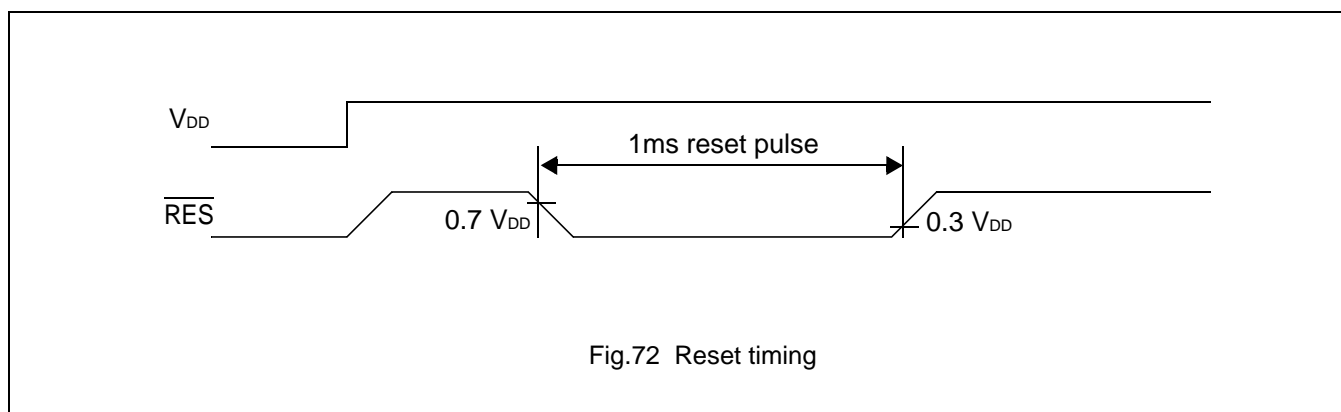 VDD
1ms reset pulse
RES
0.7 VDD
0.3 VDD
Fig.72 Reset timing